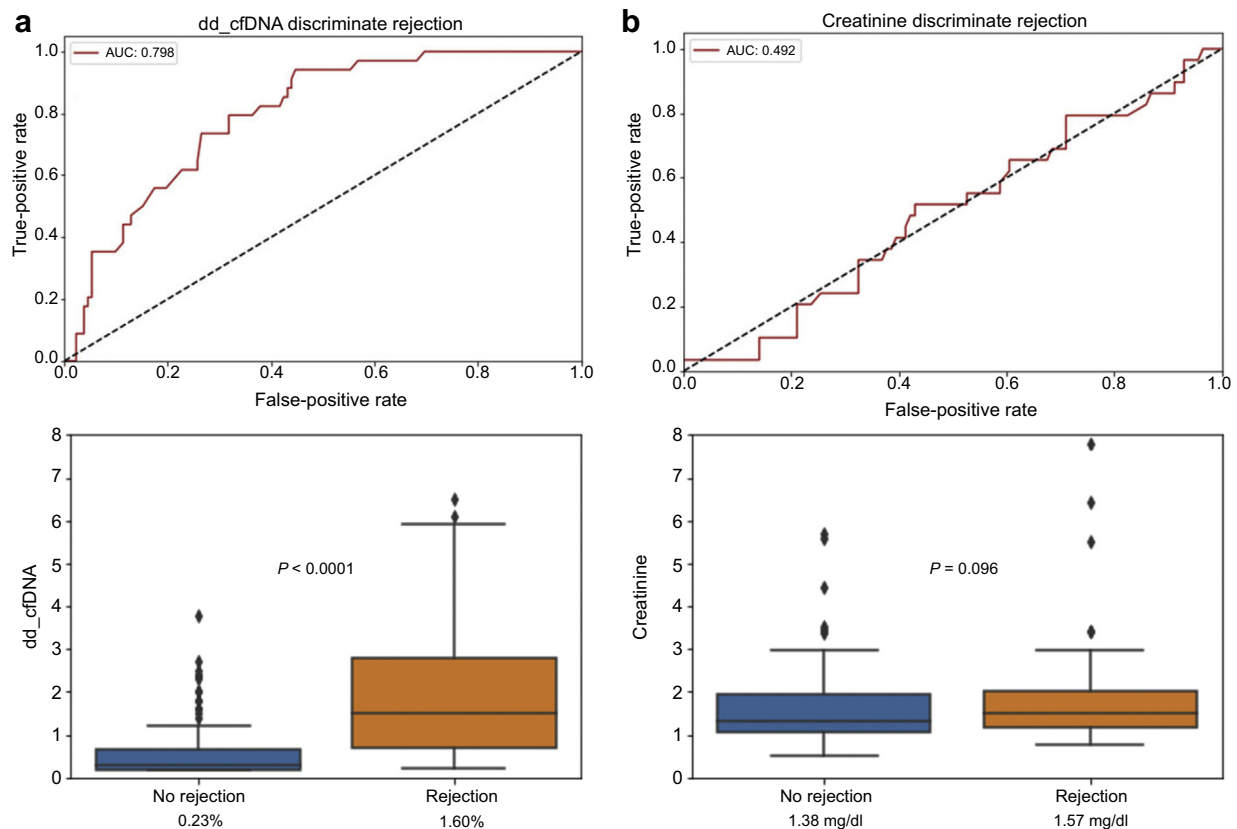 a
dd_cfDNA discriminate rejection
AUC: 0.798
1.0
0.8
0.6
0.4
0.2
0.0
True-positive rate
0.0 0.2 0.4 0.6 0.8 1.0
False-positive rate
b
Creatinine discriminate rejection
AUC: 0.492
1.0
0.8
0.6
0.4
0.2
0.0
True-positive rate
0.0 0.2 0.4 0.6 0.8 1.0
False-positive rate
8
7
6
5
4
3
2
1
0
dd_cfDNA
P < 0.0001
No rejection Rejection
0.23% 1.60%
8
7
6
5
4
3
2
1
0
Creatinine
P = 0.096
No rejection Rejection
1.38 mg/dl 1.57 mg/dl